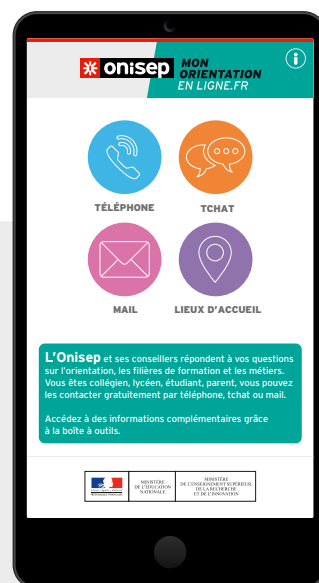 onisep MON
ORIENTATION
EN LIGNE.FR
i
TÉLÉPHONE TCHAT
MAIL LIEUX D'ACCUEIL
L'Onisep et ses conseillers répondent à vos questions
sur l'orientation, les filières de formation et les métiers.
Vous êtes collégien, lycéen, étudiant, parent, vous pouvez
les contacter gratuitement par téléphone, tchat ou mail.
Accédez à des informations complémentaires grâce
à la boîte à outils.
MINISTÈRE
DE L'ÉDUCATION
NATIONALE
MINISTÈRE
DE L'ENSEIGNEMENT SUPÉRIEUR,
DE LA RECHERCHE
ET DE L'INNOVATION